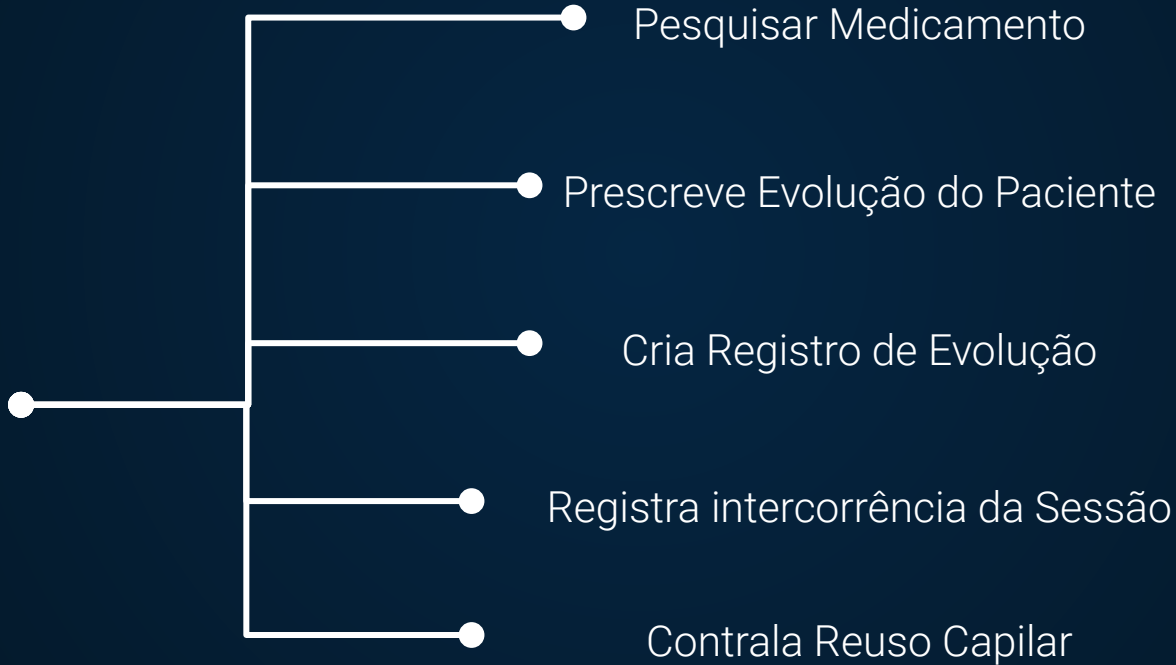 Pesquisar Medicamento
Prescreve Evolução do Paciente
Cria Registro de Evolução
Registra intercorrência da Sessão
Contrala Reuso Capilar